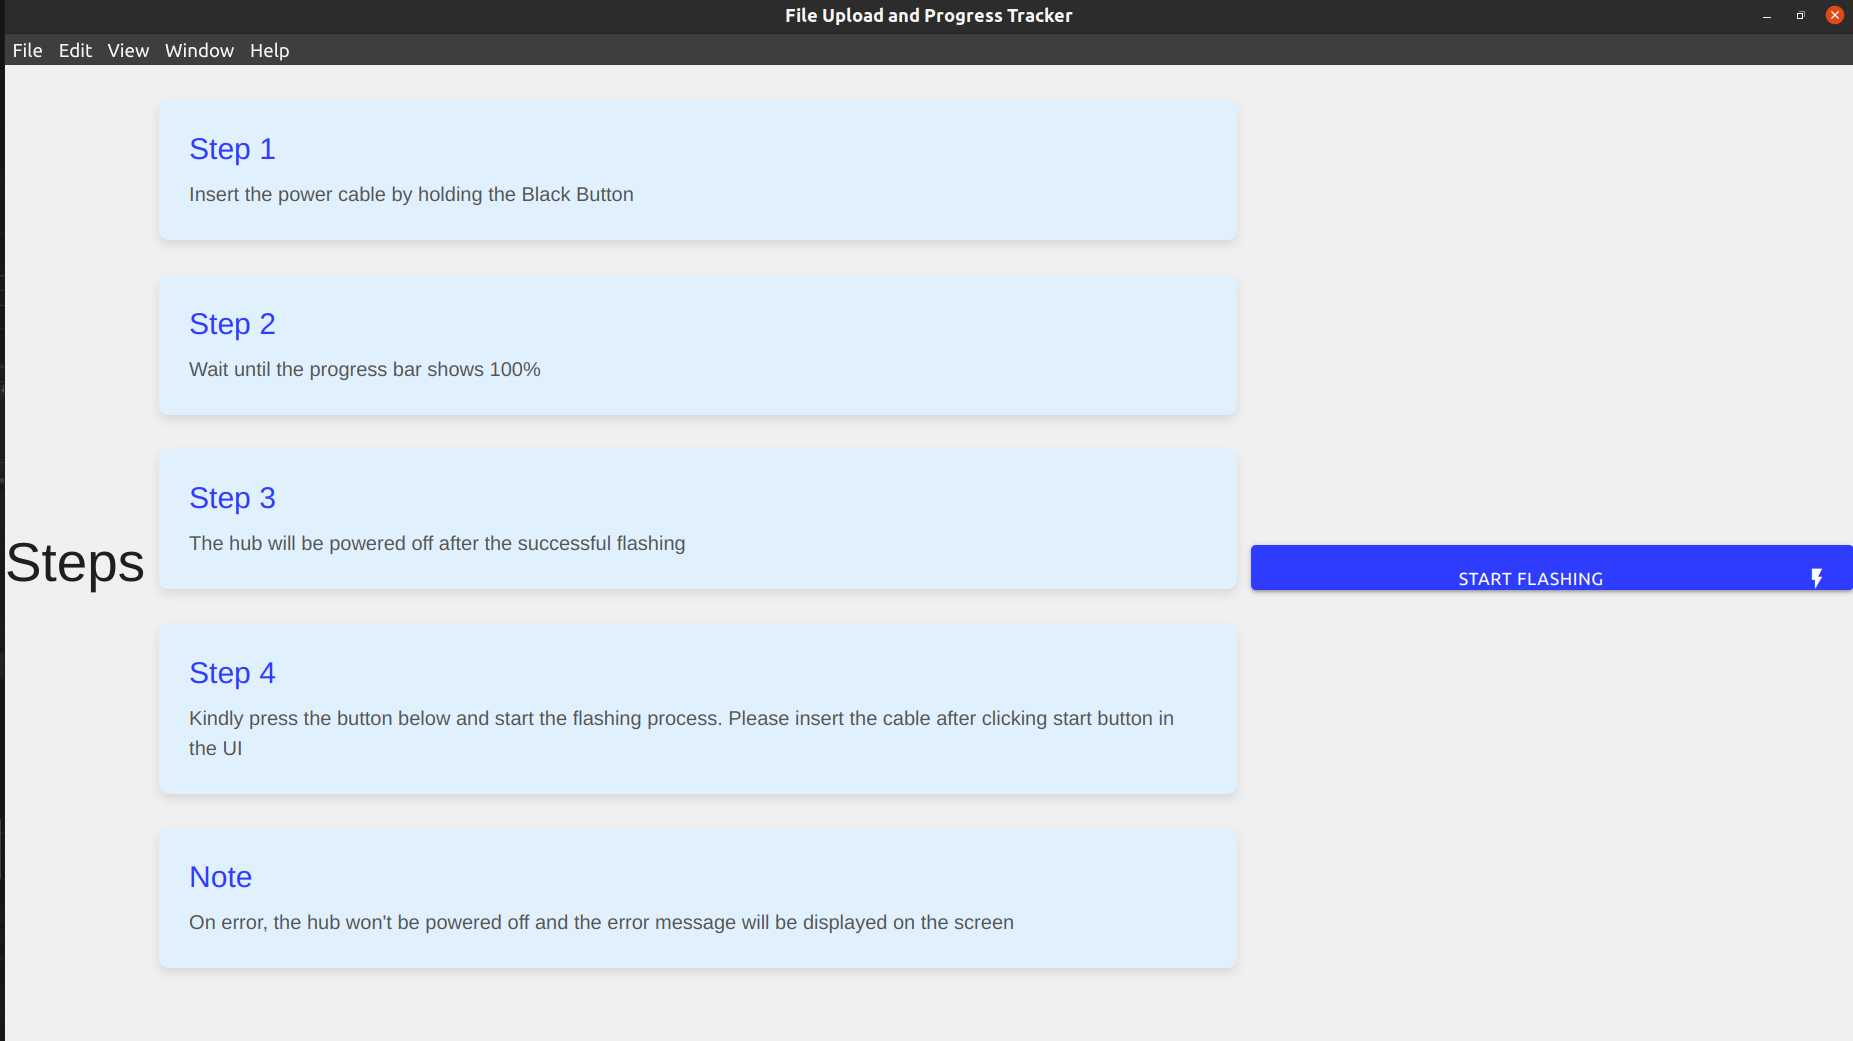 File Upload and Progress Tracker
File Edit View Window Help
Steps
Step 1
Insert the power cable by holding the Black Button
Step 2
Wait until the progress bar shows 100%
Step 3
The hub will be powered off after the successful flashing
Step 4
Kindly press the button below and start the flashing process. Please insert the cable after clicking start button in
the UI
Note
On error, the hub won't be powered off and the error message will be displayed on the screen
START FLASHING